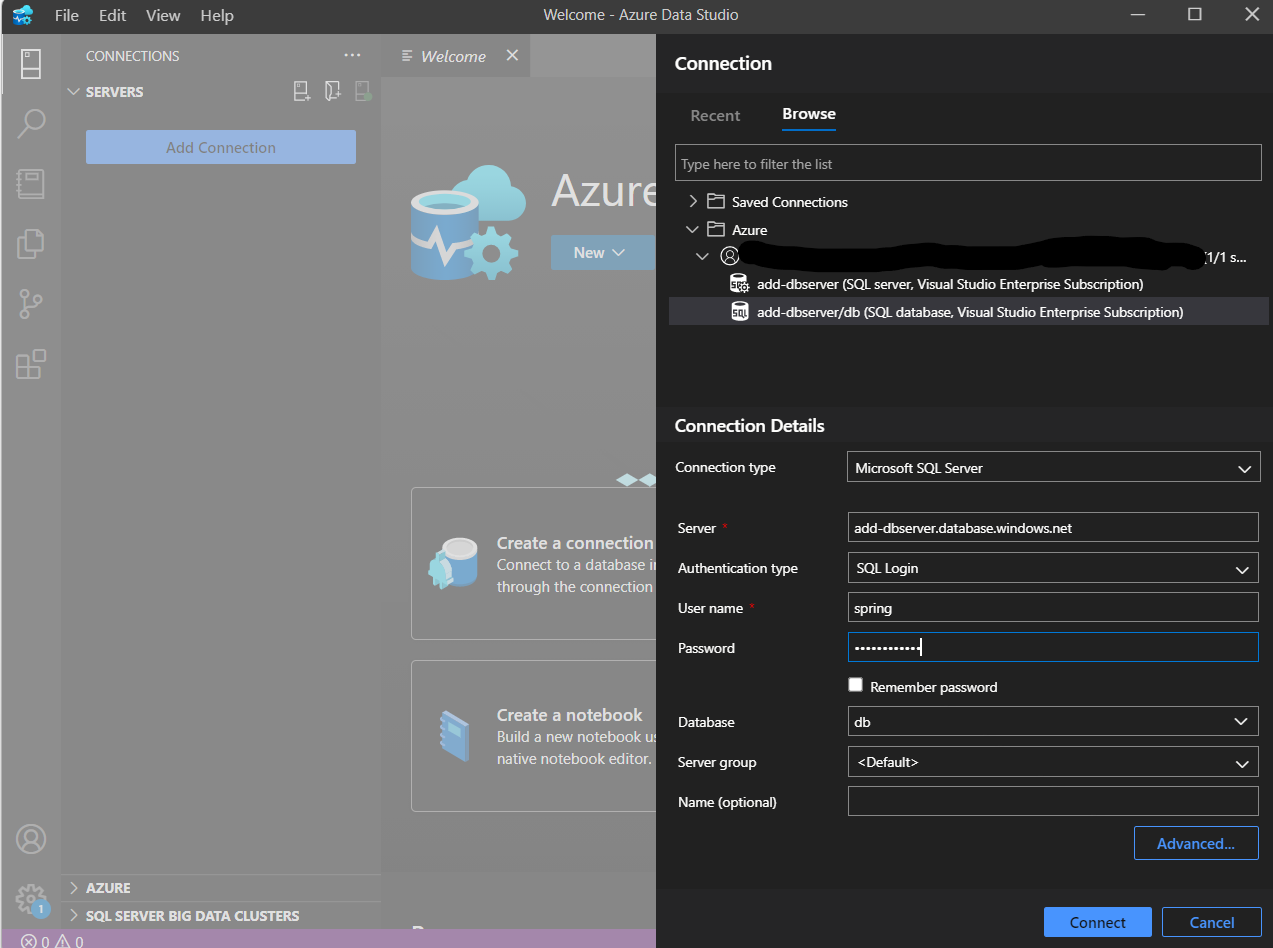 File Edit View Help
Welcome - Azure Data Studio
CONNECTIONS
SERVERS
Add Connection
Welcome
Azure
New
Create a connection
Connect to a database i
through the connection
Create a notebook
Build a new notebook us
native notebook editor.
AZURE
SQL SERVER BIG DATA CLUSTERS
1
0 0
Connection
Recent Browse
Type here to filter the list
Saved Connections
Azure
(1/1 s...
add-dbserver (SQL server, Visual Studio Enterprise Subscription)
SQL
add-dbserver/db (SQL database, Visual Studio Enterprise Subscription)
Connection Details
Connection type Microsoft SQL Server
Server * add-dbserver.database.windows.net
Authentication type SQL Login
User name * spring
Password ••••••••••••
Remember password
Database db
Server group <Default>
Name (optional)
Advanced...
Connect Cancel